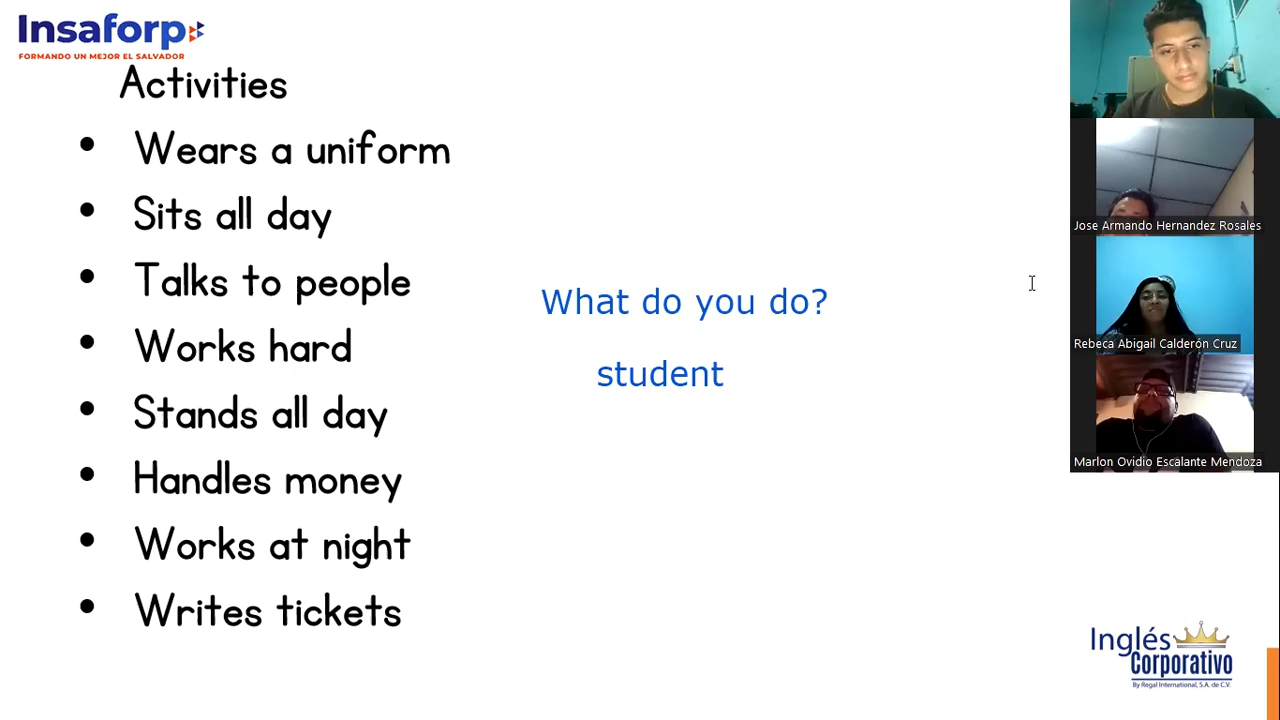 Insaforp
FORMANDO UN MEJOR EL SALVADOR
Activities
• Wears a uniform
• Sits all day
• Talks to people
• Works hard
• Stands all day
• Handles money
• Works at night
• Writes tickets
What do you do?
student
Jose Armando Hernandez Rosales
Rebeca Abigail Calderón Cruz
Marlon Ovidio Escalante Mendoza
Inglés
Corporativo
By Regal International, S.A. de C.V.